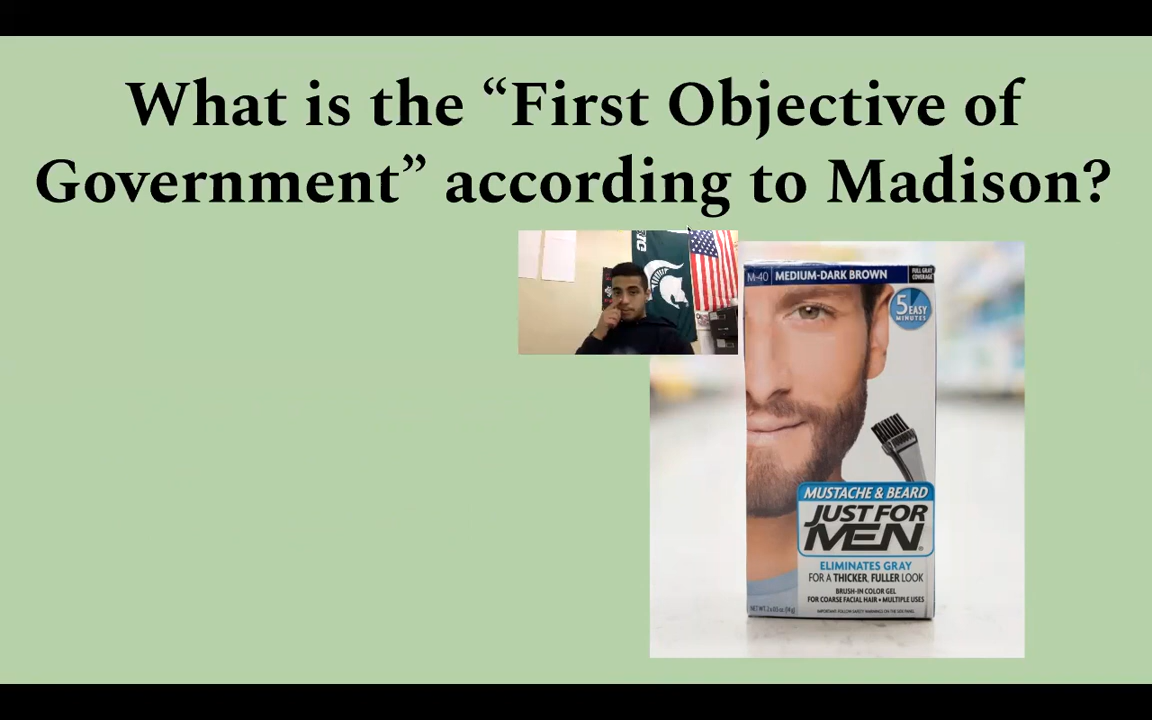 What is the “First Objective of
Government” according to Madison?
M-40 MEDIUM-DARK BROWN
FULL GRAY
COVERAGE
5 EASY
MINUTES
MUSTACHE & BEARD
JUST FOR
MEN
ELIMINATES GRAY
FOR A THICKER, FULLER LOOK
BRUSH-IN COLOR GEL
FOR COARSE FACIAL HAIR • MULTIPLE USES